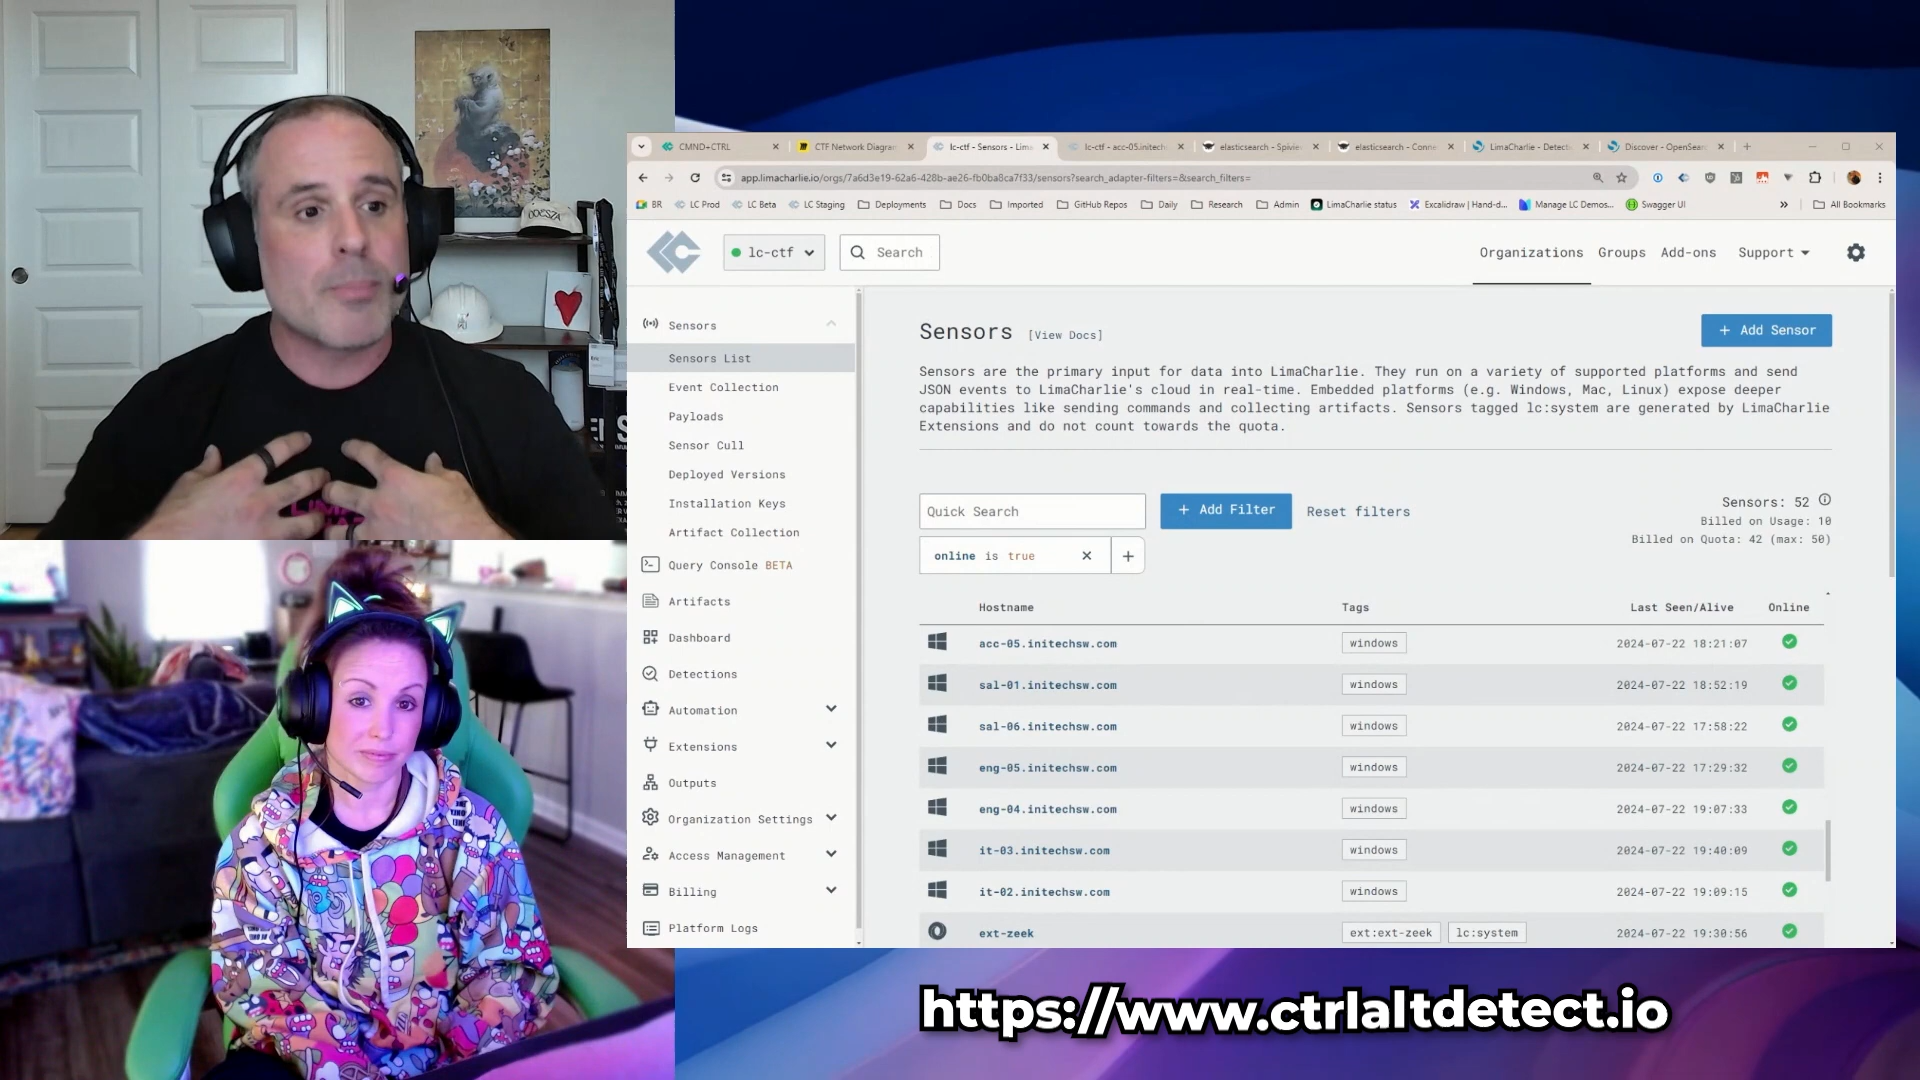 CMND+CTRL
CTF Network Diagram
lc-ctf - Sensors - Lima
lc-ctf - acc-05.initech
elasticsearch - Spivie
elasticsearch - Conne
LimaCharlie - Detecti
Discover - OpenSear
app.limacharlie.io/orgs/7a6d3e19-62a6-428b-ae26-fb0ba8ca7f33/sensors?search_adapter-filters=&search_filters=
BR
LC Prod
LC Beta
LC Staging
Deployments
Docs
Imported
GitHub Repos
Daily
Research
Admin
LimaCharlie status
Excalidraw | Hand-d...
Manage LC Demos...
Swagger UI
»
All Bookmarks
lc-ctf
Search
Organizations
Groups
Add-ons
Support
Sensors
Sensors List
Event Collection
Payloads
Sensor Cull
Deployed Versions
Installation Keys
Artifact Collection
Query Console BETA
Artifacts
Dashboard
Detections
Automation
Extensions
Outputs
Organization Settings
Access Management
Billing
Platform Logs
Sensors [View Docs]
+ Add Sensor
Sensors are the primary input for data into LimaCharlie. They run on a variety of supported platforms and send
JSON events to LimaCharlie's cloud in real-time. Embedded platforms (e.g. Windows, Mac, Linux) expose deeper
capabilities like sending commands and collecting artifacts. Sensors tagged lc:system are generated by LimaCharlie
Extensions and do not count towards the quota.
Quick Search
+ Add Filter
Reset filters
Sensors: 52
Billed on Usage: 10
Billed on Quota: 42 (max: 50)
online is true
+
Hostname Tags Last Seen/Alive Online
acc-05.initechsw.com windows 2024-07-22 18:21:07
sal-01.initechsw.com windows 2024-07-22 18:52:19
sal-06.initechsw.com windows 2024-07-22 17:58:22
eng-05.initechsw.com windows 2024-07-22 17:29:32
eng-04.initechsw.com windows 2024-07-22 19:07:33
it-03.initechsw.com windows 2024-07-22 19:40:09
it-02.initechsw.com windows 2024-07-22 19:09:15
ext-zeek ext:ext-zeek lc:system 2024-07-22 19:30:56
https://www.ctrlaltdetect.io